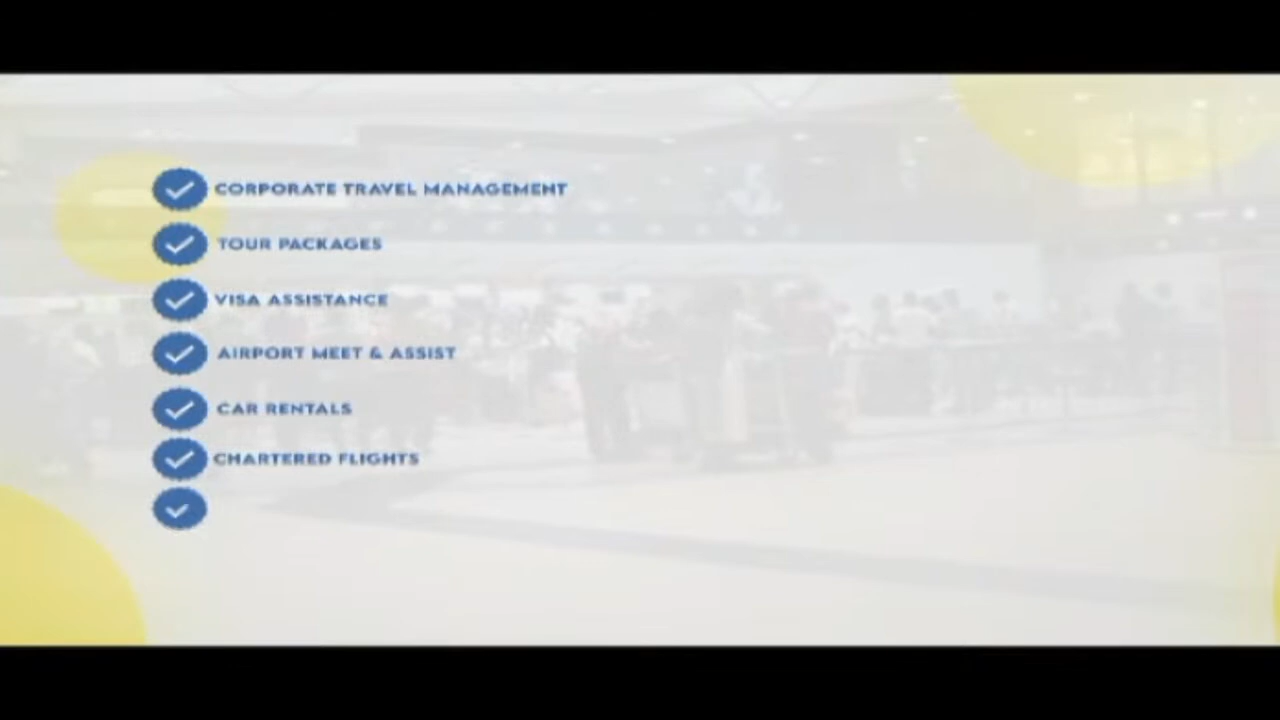 CORPORATE TRAVEL MANAGEMENT
TOUR PACKAGES
VISA ASSISTANCE
AIRPORT MEET & ASSIST
CAR RENTALS
CHARTERED FLIGHTS